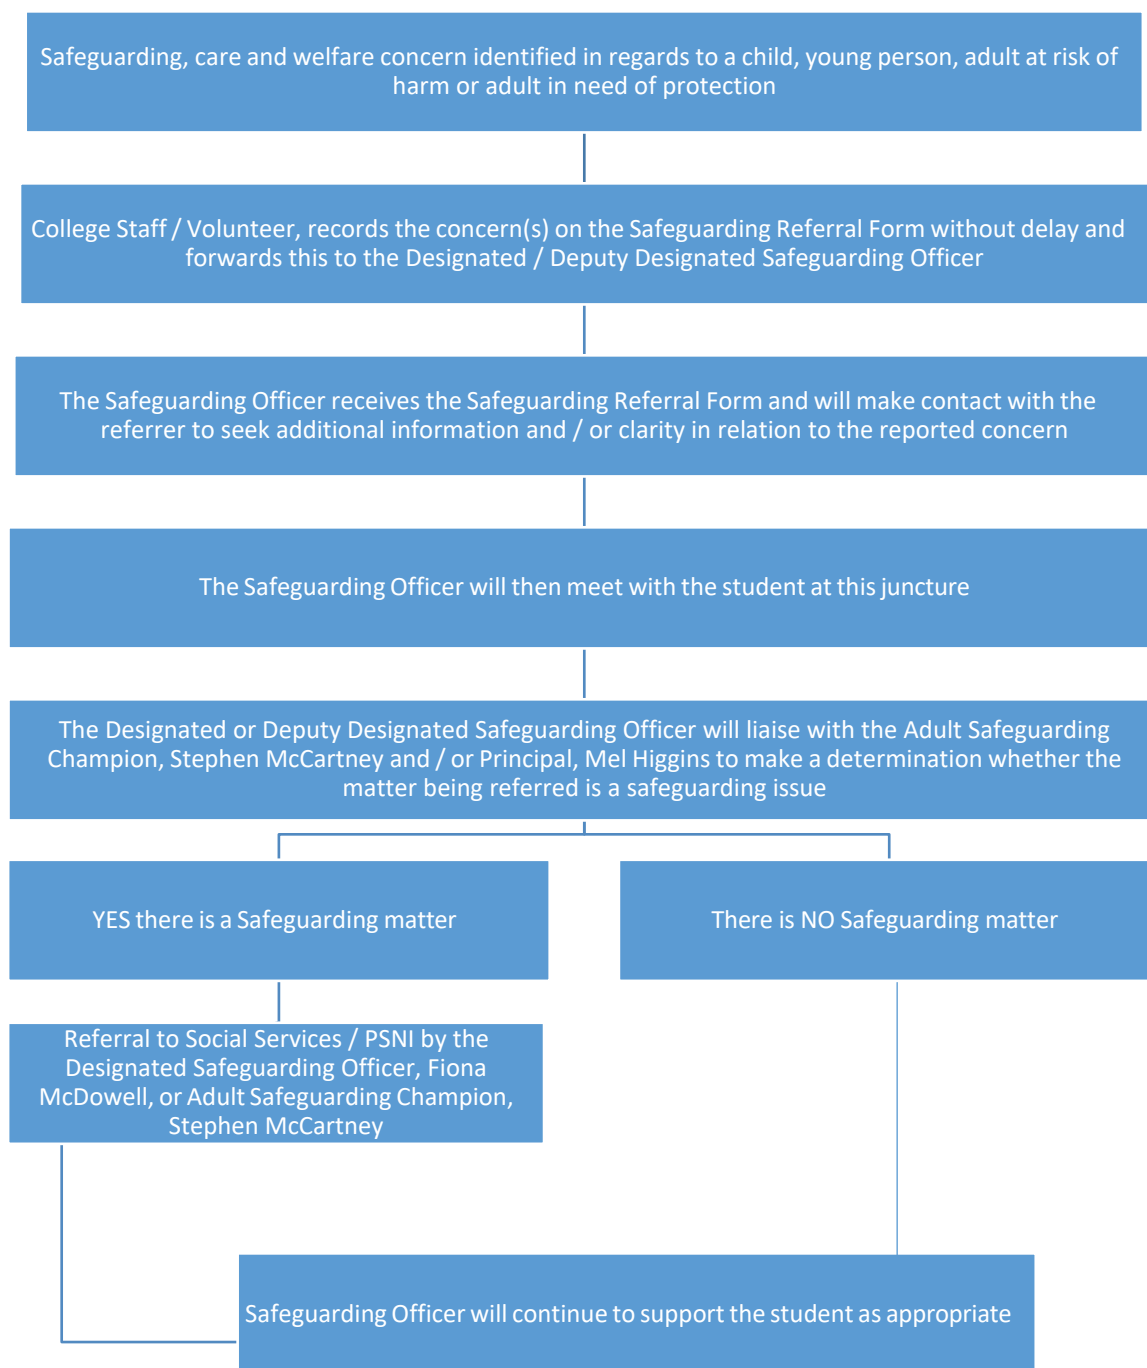 Safeguarding, care and welfare concern identified in regards to a child, young person, adult at risk of
harm or adult in need of protection
College Staff / Volunteer, records the concern(s) on the Safeguarding Referral Form without delay and
forwards this to the Designated / Deputy Designated Safeguarding Officer
The Safeguarding Officer receives the Safeguarding Referral Form and will make contact with the
referrer to seek additional information and / or clarity in relation to the reported concern
The Safeguarding Officer will then meet with the student at this juncture
The Designated or Deputy Designated Safeguarding Officer will liaise with the Adult Safeguarding
Champion, Stephen McCartney and / or Principal, Mel Higgins to make a determination whether the
matter being referred is a safeguarding issue
YES there is a Safeguarding matter
There is NO Safeguarding matter
Referral to Social Services / PSNI by the
Designated Safeguarding Officer, Fiona
McDowell, or Adult Safeguarding Champion,
Stephen McCartney
Safeguarding Officer will continue to support the student as appropriate